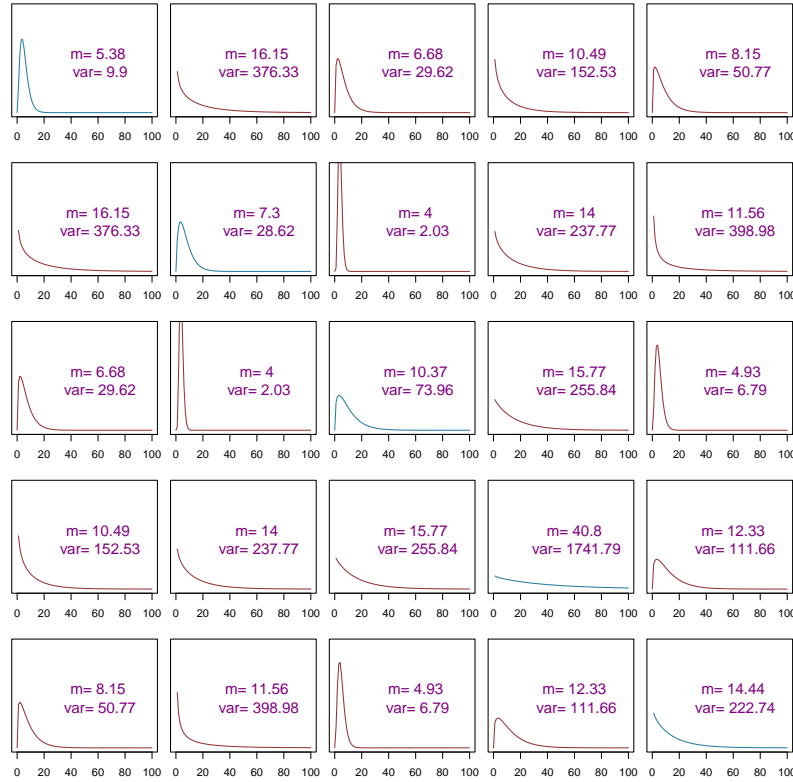 m= 5.38
var= 9.9
0 20 40 60 80 100
m= 16.15
var= 376.33
0 20 40 60 80 100
m= 6.68
var= 29.62
0 20 40 60 80 100
m= 10.49
var= 152.53
0 20 40 60 80 100
m= 8.15
var= 50.77
0 20 40 60 80 100
m= 16.15
var= 376.33
0 20 40 60 80 100
m= 7.3
var= 28.62
0 20 40 60 80 100
m= 4
var= 2.03
0 20 40 60 80 100
m= 14
var= 237.77
0 20 40 60 80 100
m= 11.56
var= 398.98
0 20 40 60 80 100
m= 6.68
var= 29.62
0 20 40 60 80 100
m= 4
var= 2.03
0 20 40 60 80 100
m= 10.37
var= 73.96
0 20 40 60 80 100
m= 15.77
var= 255.84
0 20 40 60 80 100
m= 4.93
var= 6.79
0 20 40 60 80 100
m= 10.49
var= 152.53
0 20 40 60 80 100
m= 14
var= 237.77
0 20 40 60 80 100
m= 15.77
var= 255.84
0 20 40 60 80 100
m= 40.8
var= 1741.79
0 20 40 60 80 100
m= 12.33
var= 111.66
0 20 40 60 80 100
m= 8.15
var= 50.77
0 20 40 60 80 100
m= 11.56
var= 398.98
0 20 40 60 80 100
m= 4.93
var= 6.79
0 20 40 60 80 100
m= 12.33
var= 111.66
0 20 40 60 80 100
m= 14.44
var= 222.74
0 20 40 60 80 100